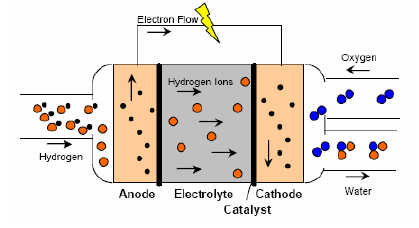 Electron Flow
Oxygen
Hydrogen Ions
Hydrogen
Water
Anode
Electrolyte
Cathode
Catalyst